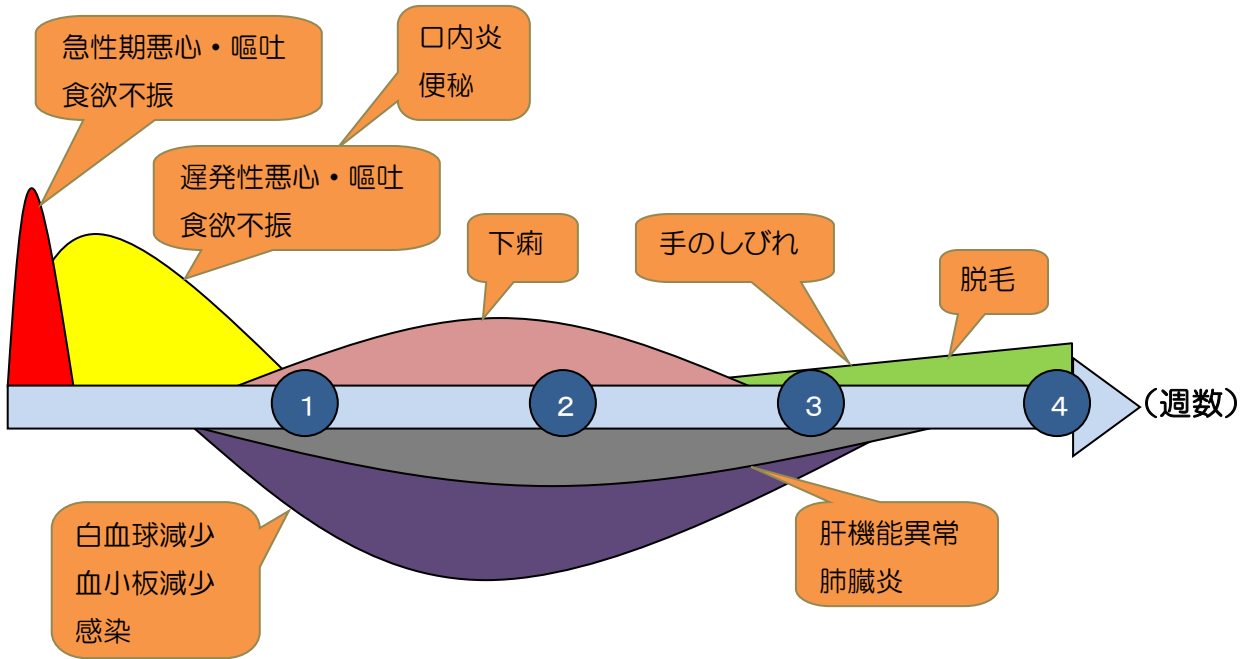 急性期悪心・嘔吐
食欲不振
口内炎
便秘
遅発性悪心・嘔吐
食欲不振
下痢
手のしびれ
脱毛
1
2
3
4
（週数）
白血球減少
血小板減少
感染
肝機能異常
肺臓炎